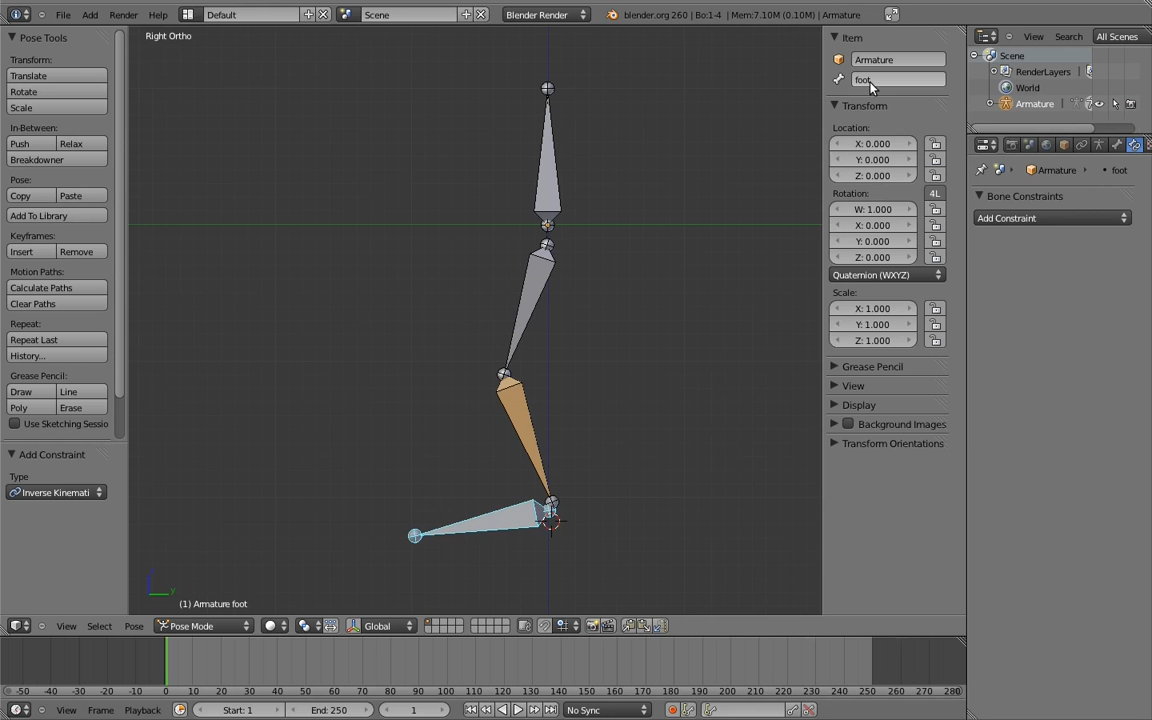 File Add Render Help Default Scene Blender Render blender.org 260 | Bo:1-4 | Mem:7.10M (0.10M) | Armature
Pose Tools
Transform:
Translate
Rotate
Scale
In-Between:
Push Relax
Breakdowner
Pose:
Copy Paste
Add To Library
Keyframes:
Insert Remove
Motion Paths:
Calculate Paths
Clear Paths
Repeat:
Repeat Last
History...
Grease Pencil:
Draw Line
Poly Erase
Use Sketching Sessio
Add Constraint
Type
Inverse Kinemati
Right Ortho
y
(1) Armature foot
Item
Armature
foot
Transform
Location:
X: 0.000
Y: 0.000
Z: 0.000
Rotation: 4L
W: 1.000
X: 0.000
Y: 0.000
Z: 0.000
Quaternion (WXYZ)
Scale:
X: 1.000
Y: 1.000
Z: 1.000
Grease Pencil
View
Display
Background Images
Transform Orientations
View Search All Scenes
Scene
RenderLayers
World
Armature
Armature foot
Bone Constraints
Add Constraint
View Select Pose Pose Mode Global
-50 -40 -30 -20 -10 0 10 20 30 40 50 60 70 80 90 100 110 120 130 140 150 160 170 180 190 200 210 220 230 240 250 260 270 280
View Frame Playback Start: 1 End: 250 1 No Sync